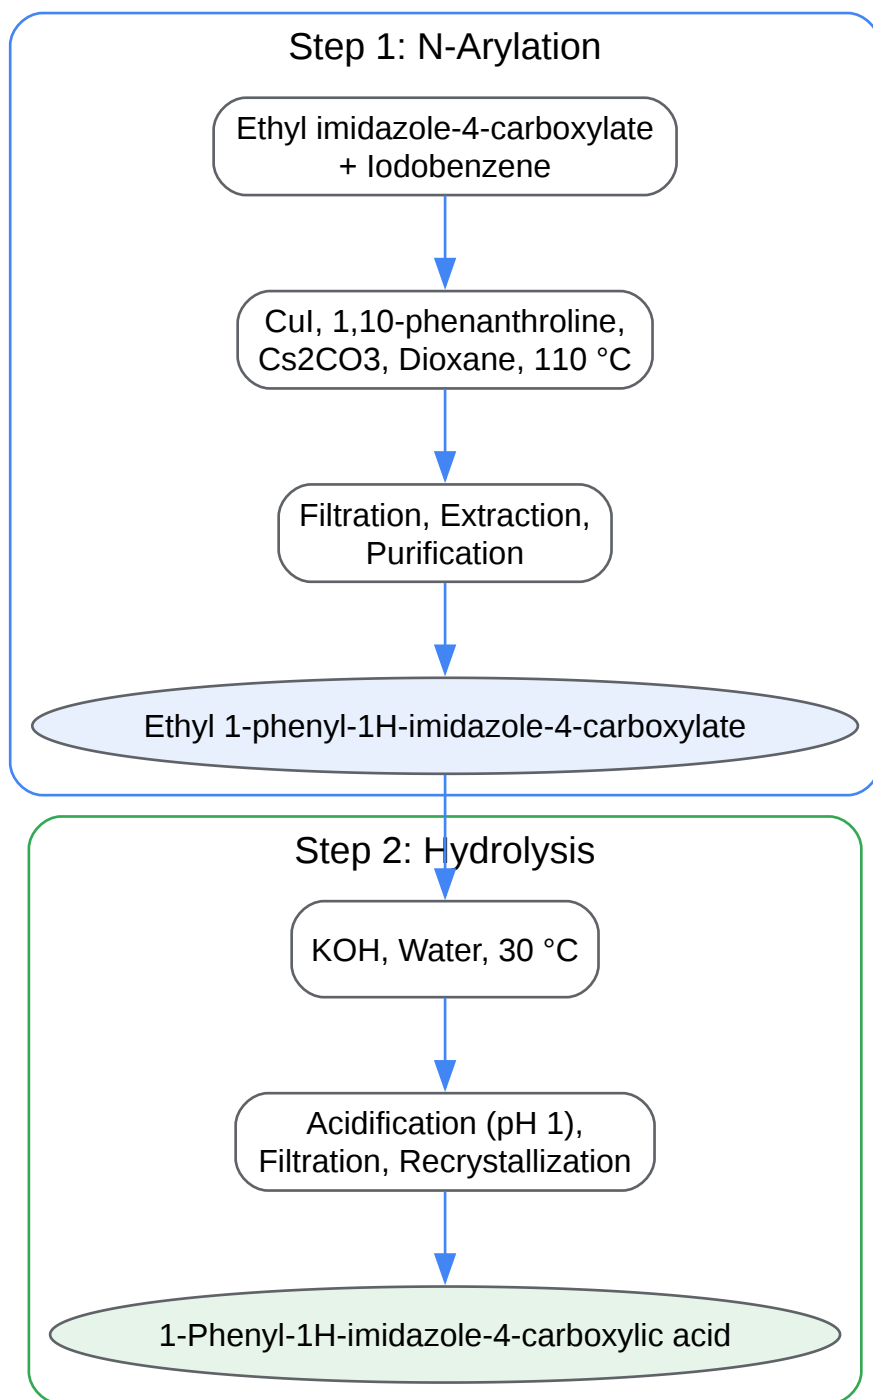 Step 1: N-Arylation
Ethyl imidazole-4-carboxylate
+ Iodobenzene
CuI, 1,10-phenanthroline,
Cs2CO3, Dioxane, 110 °C
Filtration, Extraction,
Purification
Ethyl 1-phenyl-1H-imidazole-4-carboxylate
Step 2: Hydrolysis
KOH, Water, 30 °C
Acidification (pH 1),
Filtration, Recrystallization
1-Phenyl-1H-imidazole-4-carboxylic acid